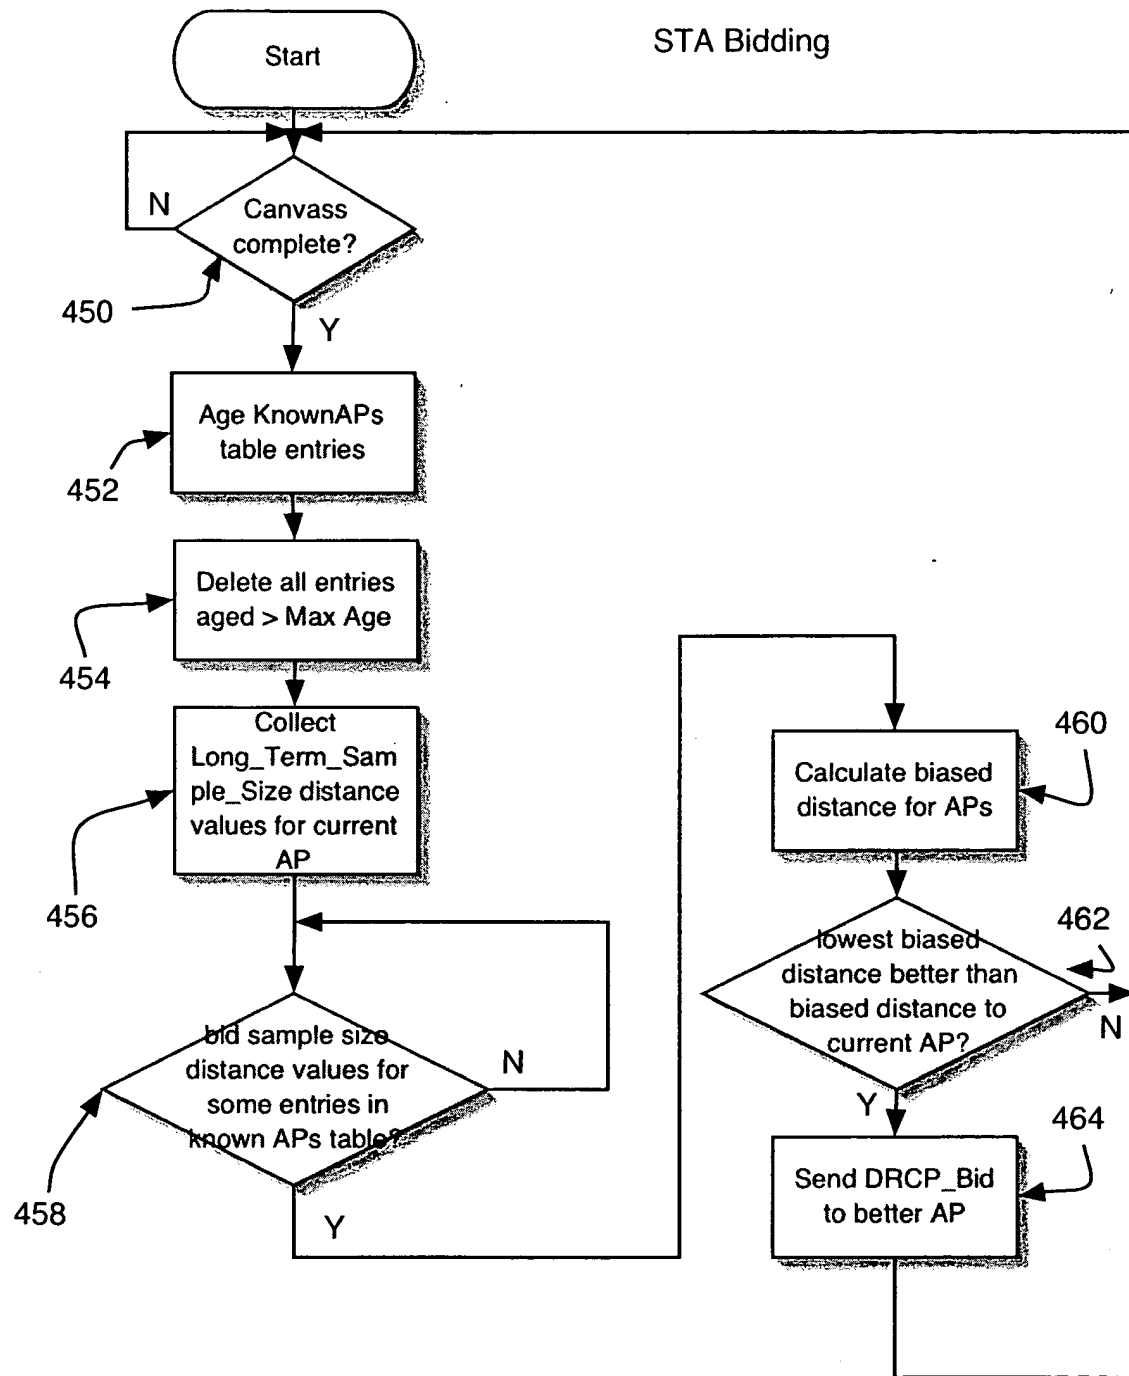 Start
STA Bidding
N
Canvass
complete?
450
Y
Age KnownAPs
table entries
452
Delete all entries
aged > Max Age
454
Collect
Long_Term_Sam
ple_Size distance
values for current
AP
456
bid sample size
distance values for
some entries in
known APs table?
N
458
Y
460
Calculate biased
distance for APs
462
lowest biased
distance better than
biased distance to
current AP?
N
Y
464
Send DRCP_Bid
to better AP